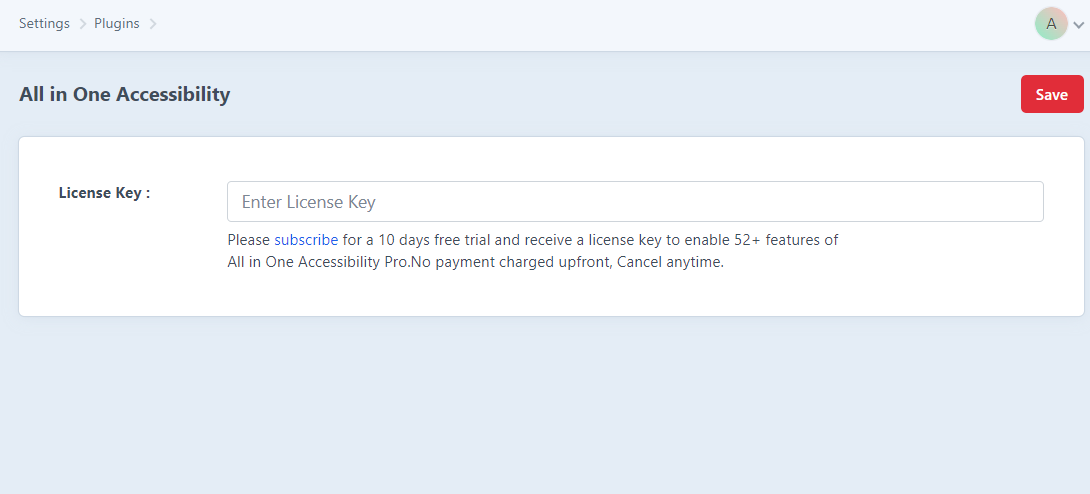 Settings Plugins
A
All in One Accessibility
Save
License Key :
Enter License Key
Please subscribe for a 10 days free trial and receive a license key to enable 52+ features of
All in One Accessibility Pro.No payment charged upfront, Cancel anytime.